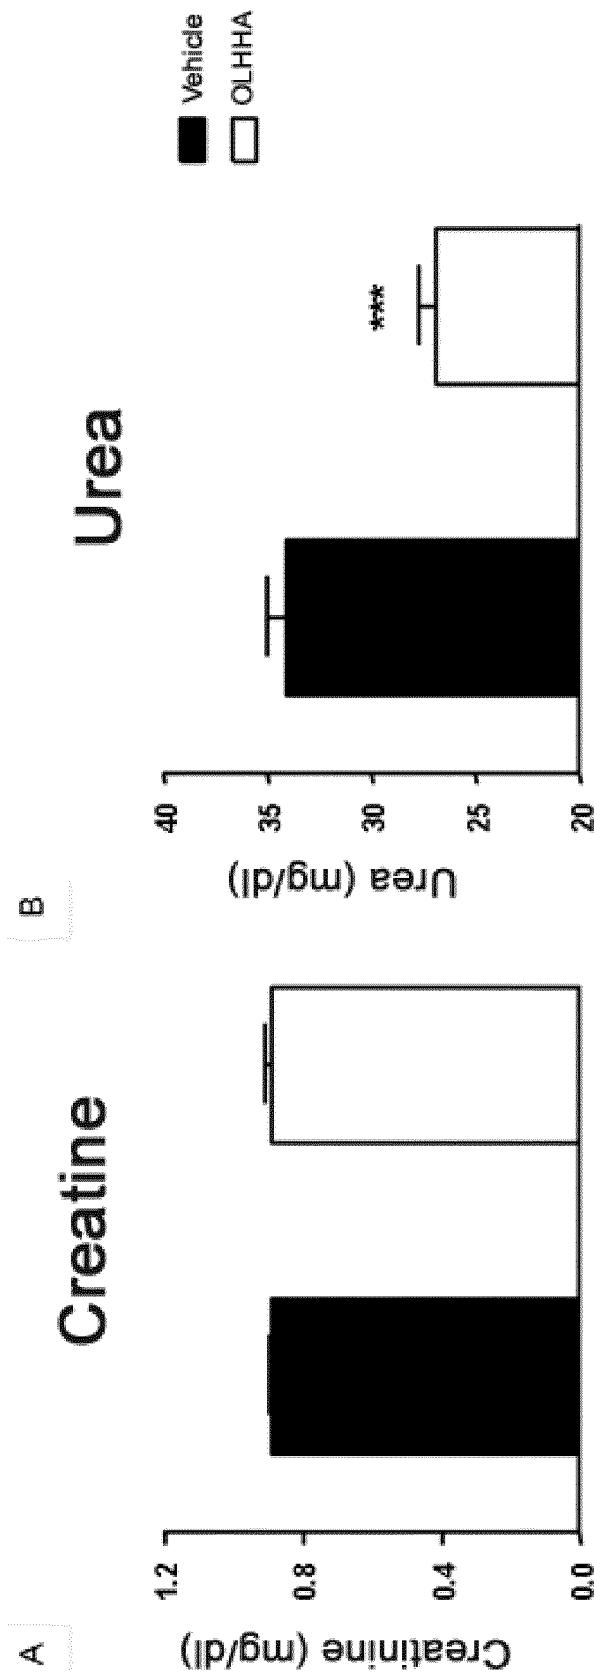 A
Creatine
Creatinine (mg/dl)
1.2
0.8
0.4
0.0
B
Urea
Urea (mg/dl)
40
35
30
25
20
***
Vehicle
OLHHA